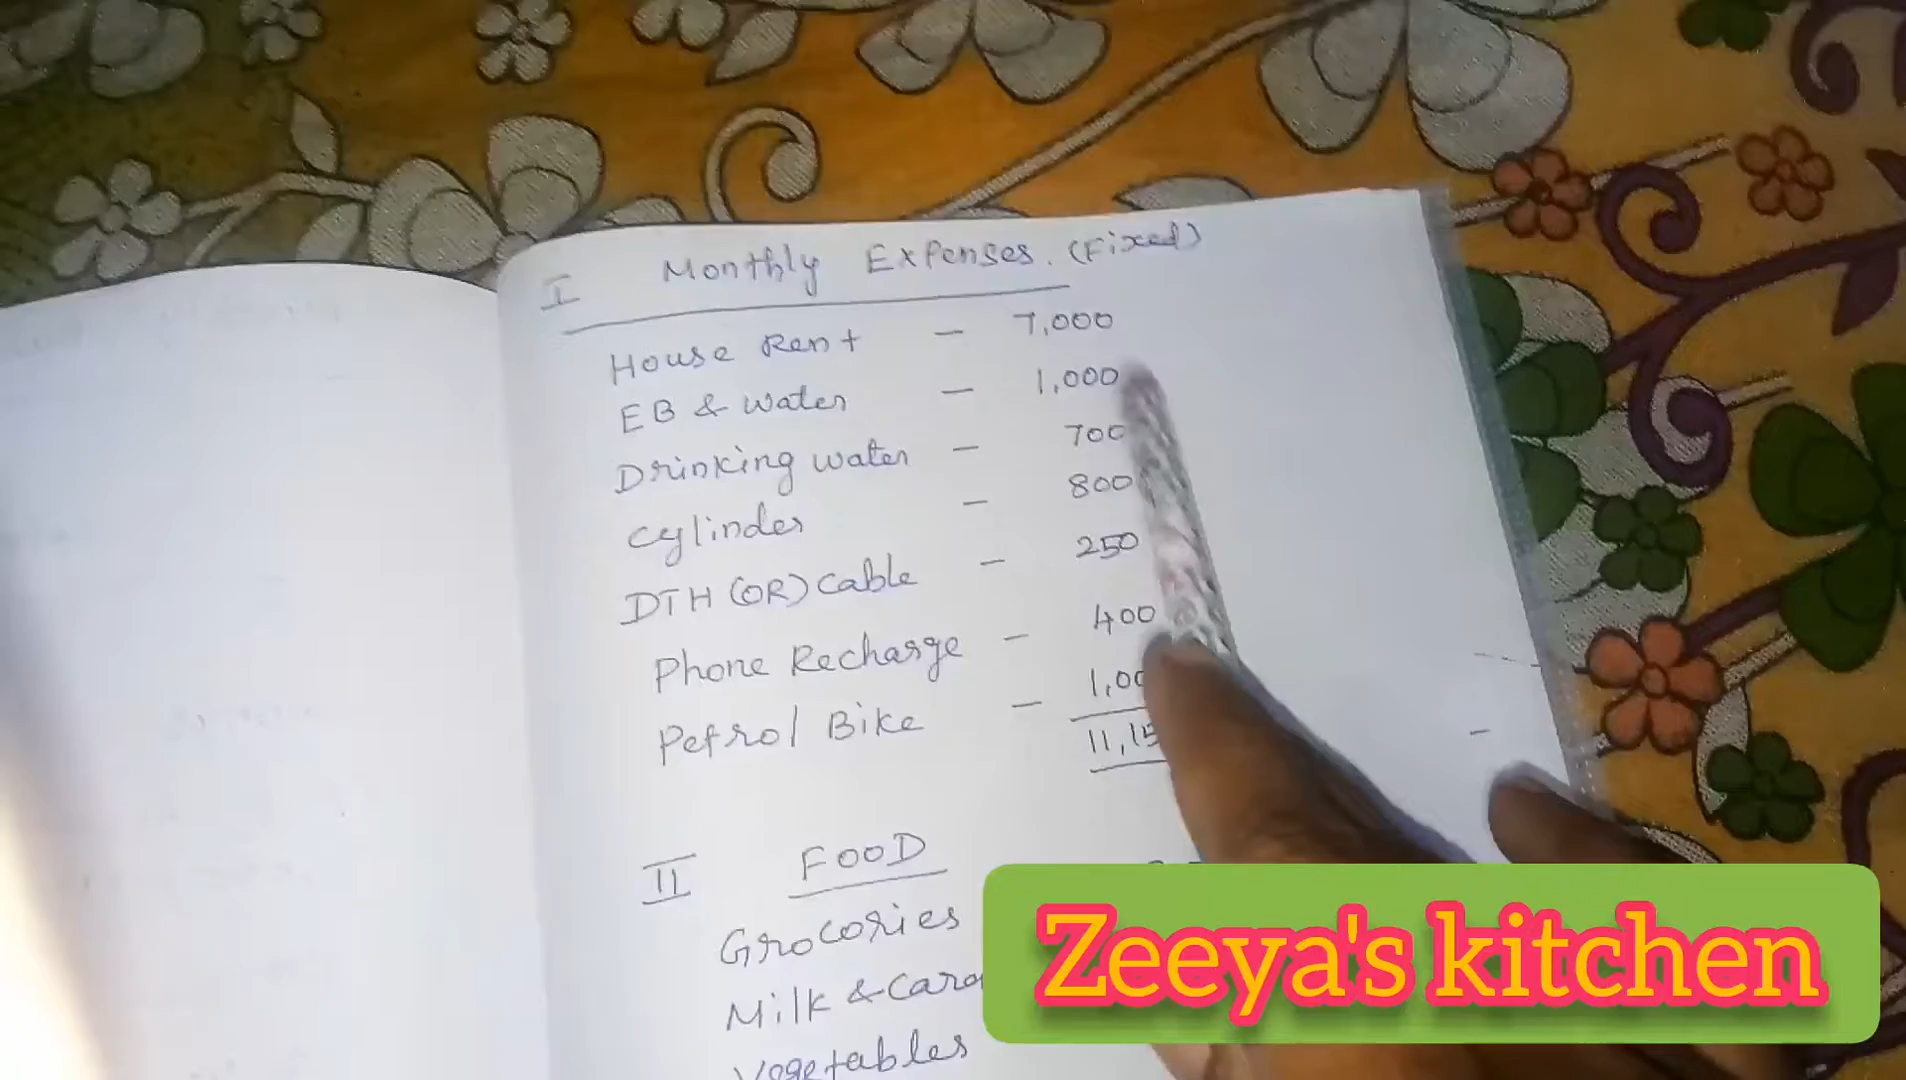 I Monthly Expenses. (Fixed)
House Rent - 7,000
EB & water - 1,000
Drinking water - 700
Cylinder - 800
DTH (OR) Cable - 250
Phone Recharge - 400
Petrol Bike - 1,00
11,15
II FOOD
Grocories
Milk &
Vegetables
Zeeya's kitchen